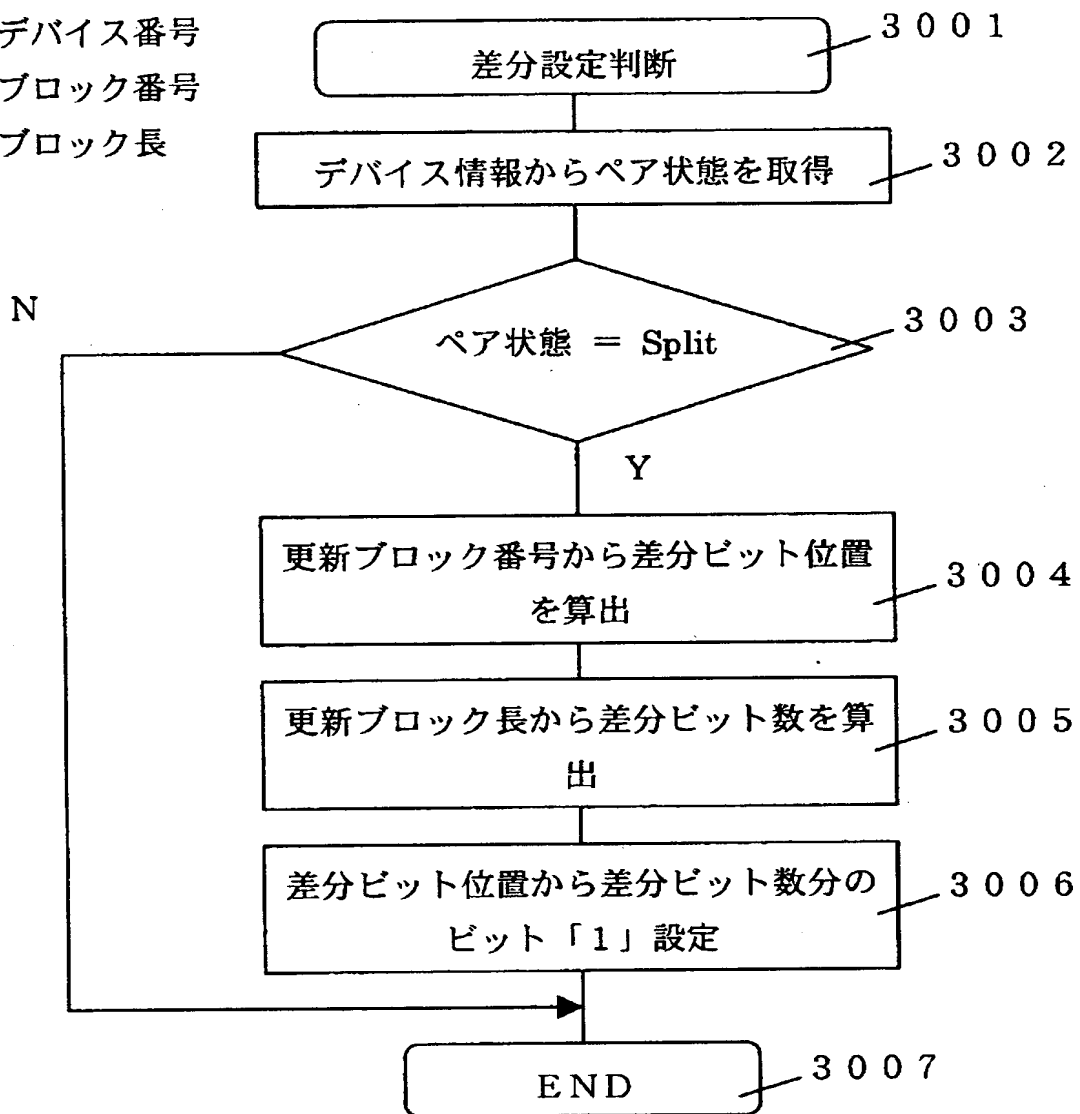 デバイス番号
ブロック番号
ブロック長
差分設定判断
3001
デバイス情報からペア状態を取得
3002
N
ペア状態 = Split
3003
Y
更新ブロック番号から差分ビット位置
を算出
3004
更新ブロック長から差分ビット数を算
出
3005
差分ビット位置から差分ビット数分の
ビット「1」設定
3006
END
3007